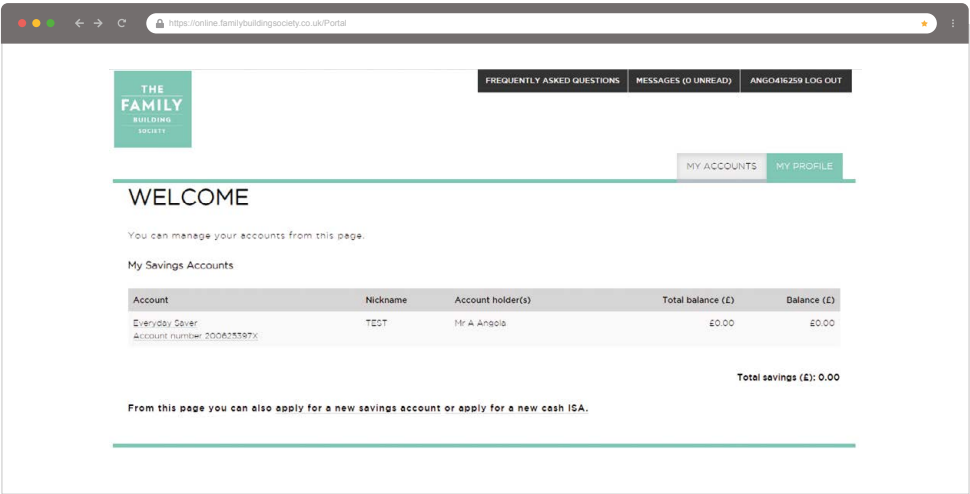 https://online.familybuildingsociety.co.uk/Portal
THE
FAMILY
BUILDING
SOCIETY
FREQUENTLY ASKED QUESTIONS MESSAGES (0 UNREAD) ANGO416259 LOG OUT
MY ACCOUNTS MY PROFILE
WELCOME
You can manage your accounts from this page.
My Savings Accounts
Account Nickname Account holder(s) Total balance (£) Balance (£)
Everyday Saver TEST Mr A Angola £0.00 £0.00
Account number 200625397X
Total savings (£): 0.00
From this page you can also apply for a new savings account or apply for a new cash ISA.